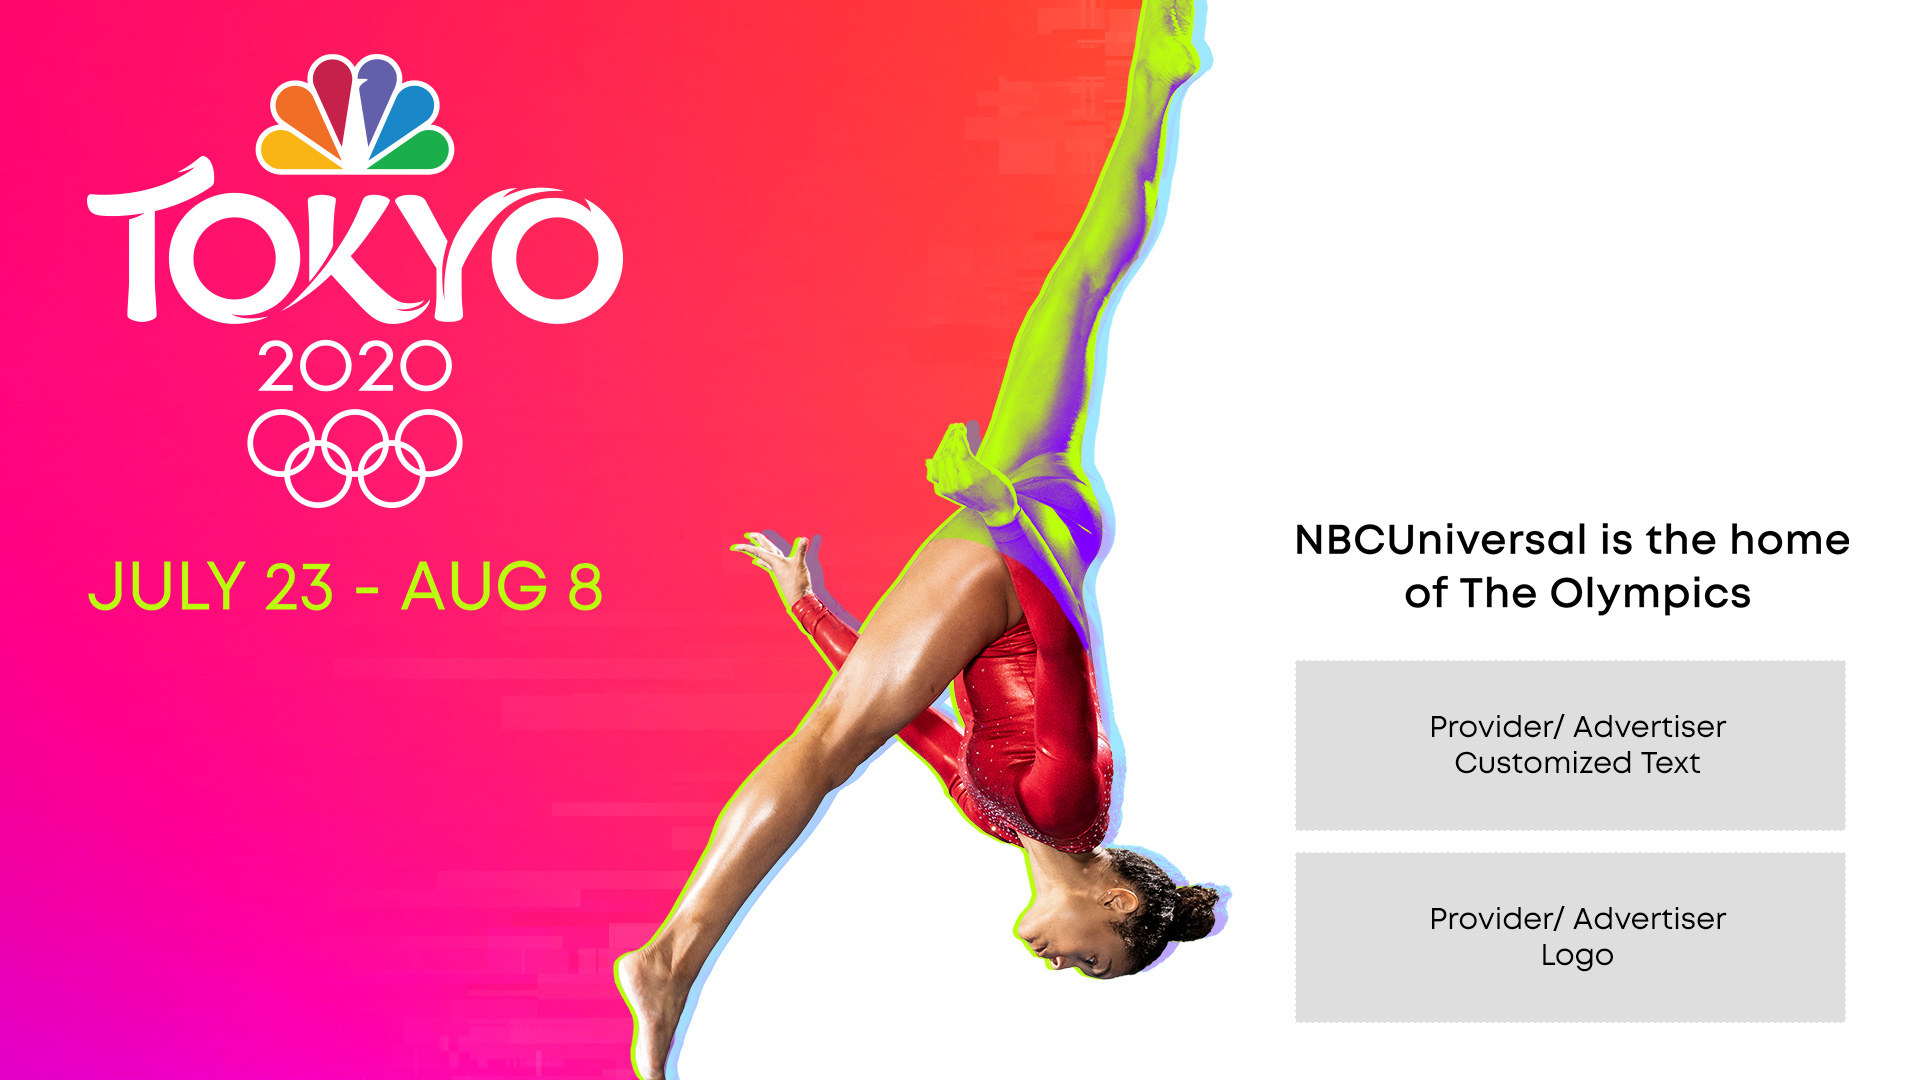 TOKYO
2020
JULY 23 - AUG 8
NBCUniversal is the home
of The Olympics
Provider/ Advertiser
Customized Text
Provider/ Advertiser
Logo